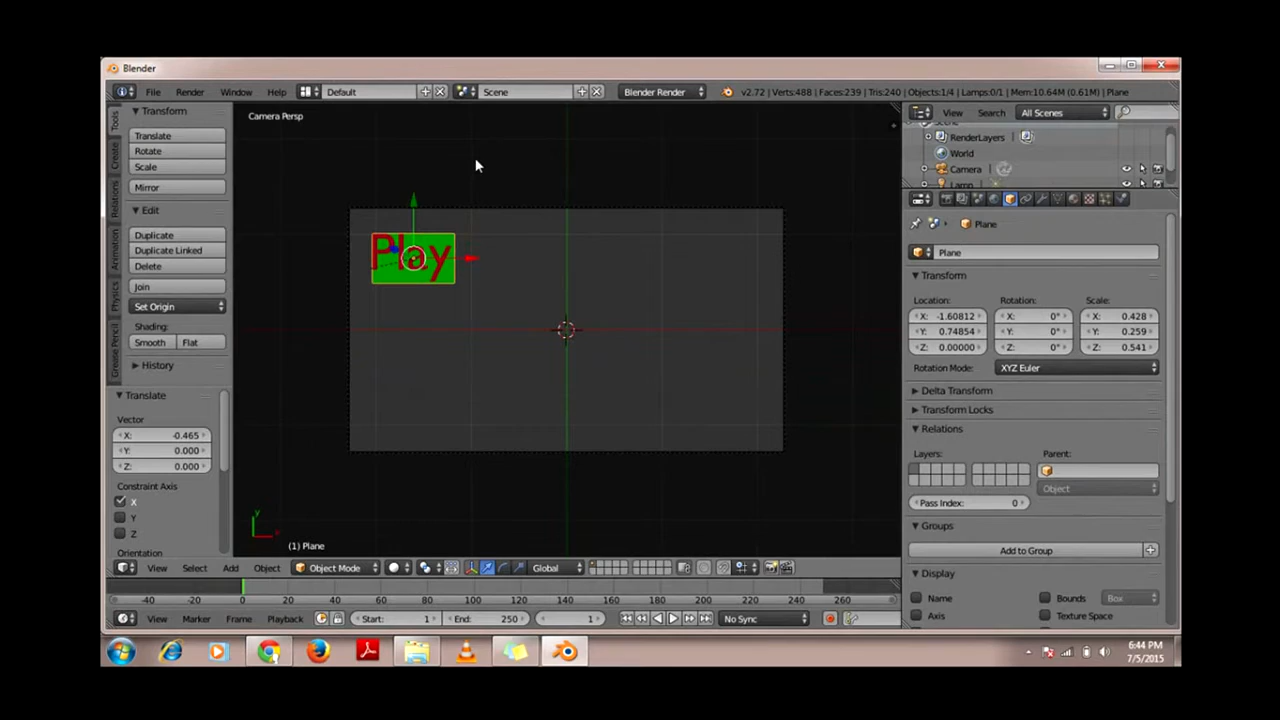 Blender
File Render Window Help Default Scene Blender Render v2.72 | Verts:488 | Faces:239 | Tris:240 | Objects:1/4 | Lamps:0/1 | Mem:10.64M (0.61M) | Plane
Tools
Create
Relations
Animation
Physics
Grease Pencil
Transform
Translate
Rotate
Scale
Mirror
Edit
Duplicate
Duplicate Linked
Delete
Join
Set Origin
Shading:
Smooth Flat
History
Translate
Vector
X: -0.465
Y: 0.000
Z: 0.000
Constraint Axis
X
Y
Z
Orientation
Camera Persp
Play
y
(1) Plane
View Select Add Object Object Mode Global
-40 -20 0 20 40 60 80 100 120 140 160 180 200 220 240 260
View Marker Frame Playback Start: 1 End: 250 1 No Sync
View Search All Scenes
RenderLayers
World
Camera
Lamp
Plane
Plane
Transform
Location: Rotation: Scale:
X: -1.60812 X: 0° X: 0.428
Y: 0.74854 Y: 0° Y: 0.259
Z: 0.00000 Z: 0° Z: 0.541
Rotation Mode: XYZ Euler
Delta Transform
Transform Locks
Relations
Layers: Parent:
Object
Pass Index: 0
Groups
Add to Group
Display
Name Bounds Box
Axis Texture Space
6:44 PM
7/5/2015